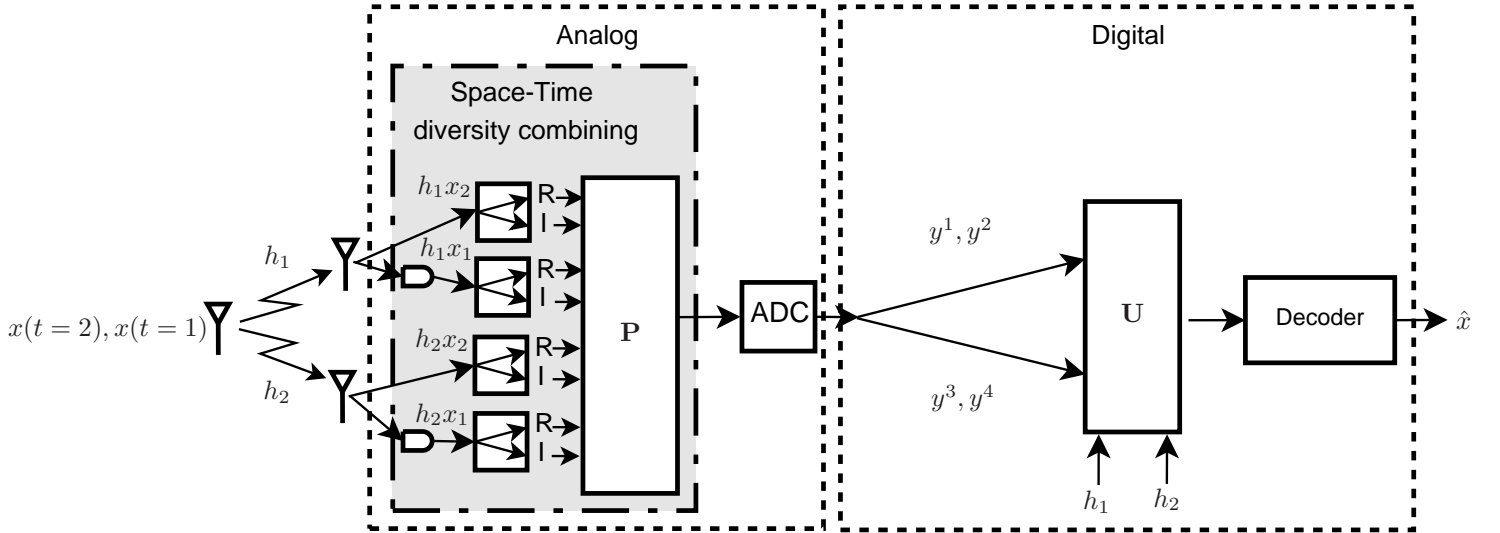 Analog
Digital
Space-Time
diversity combining
h₁x₂
R
I
h₁
h₁x₁
R
I
y¹, y²
x(t = 2), x(t = 1)
P
ADC
U
Decoder
x̂
h₂x₂
R
I
h₂
y³, y⁴
h₂x₁
R
I
h₁
h₂